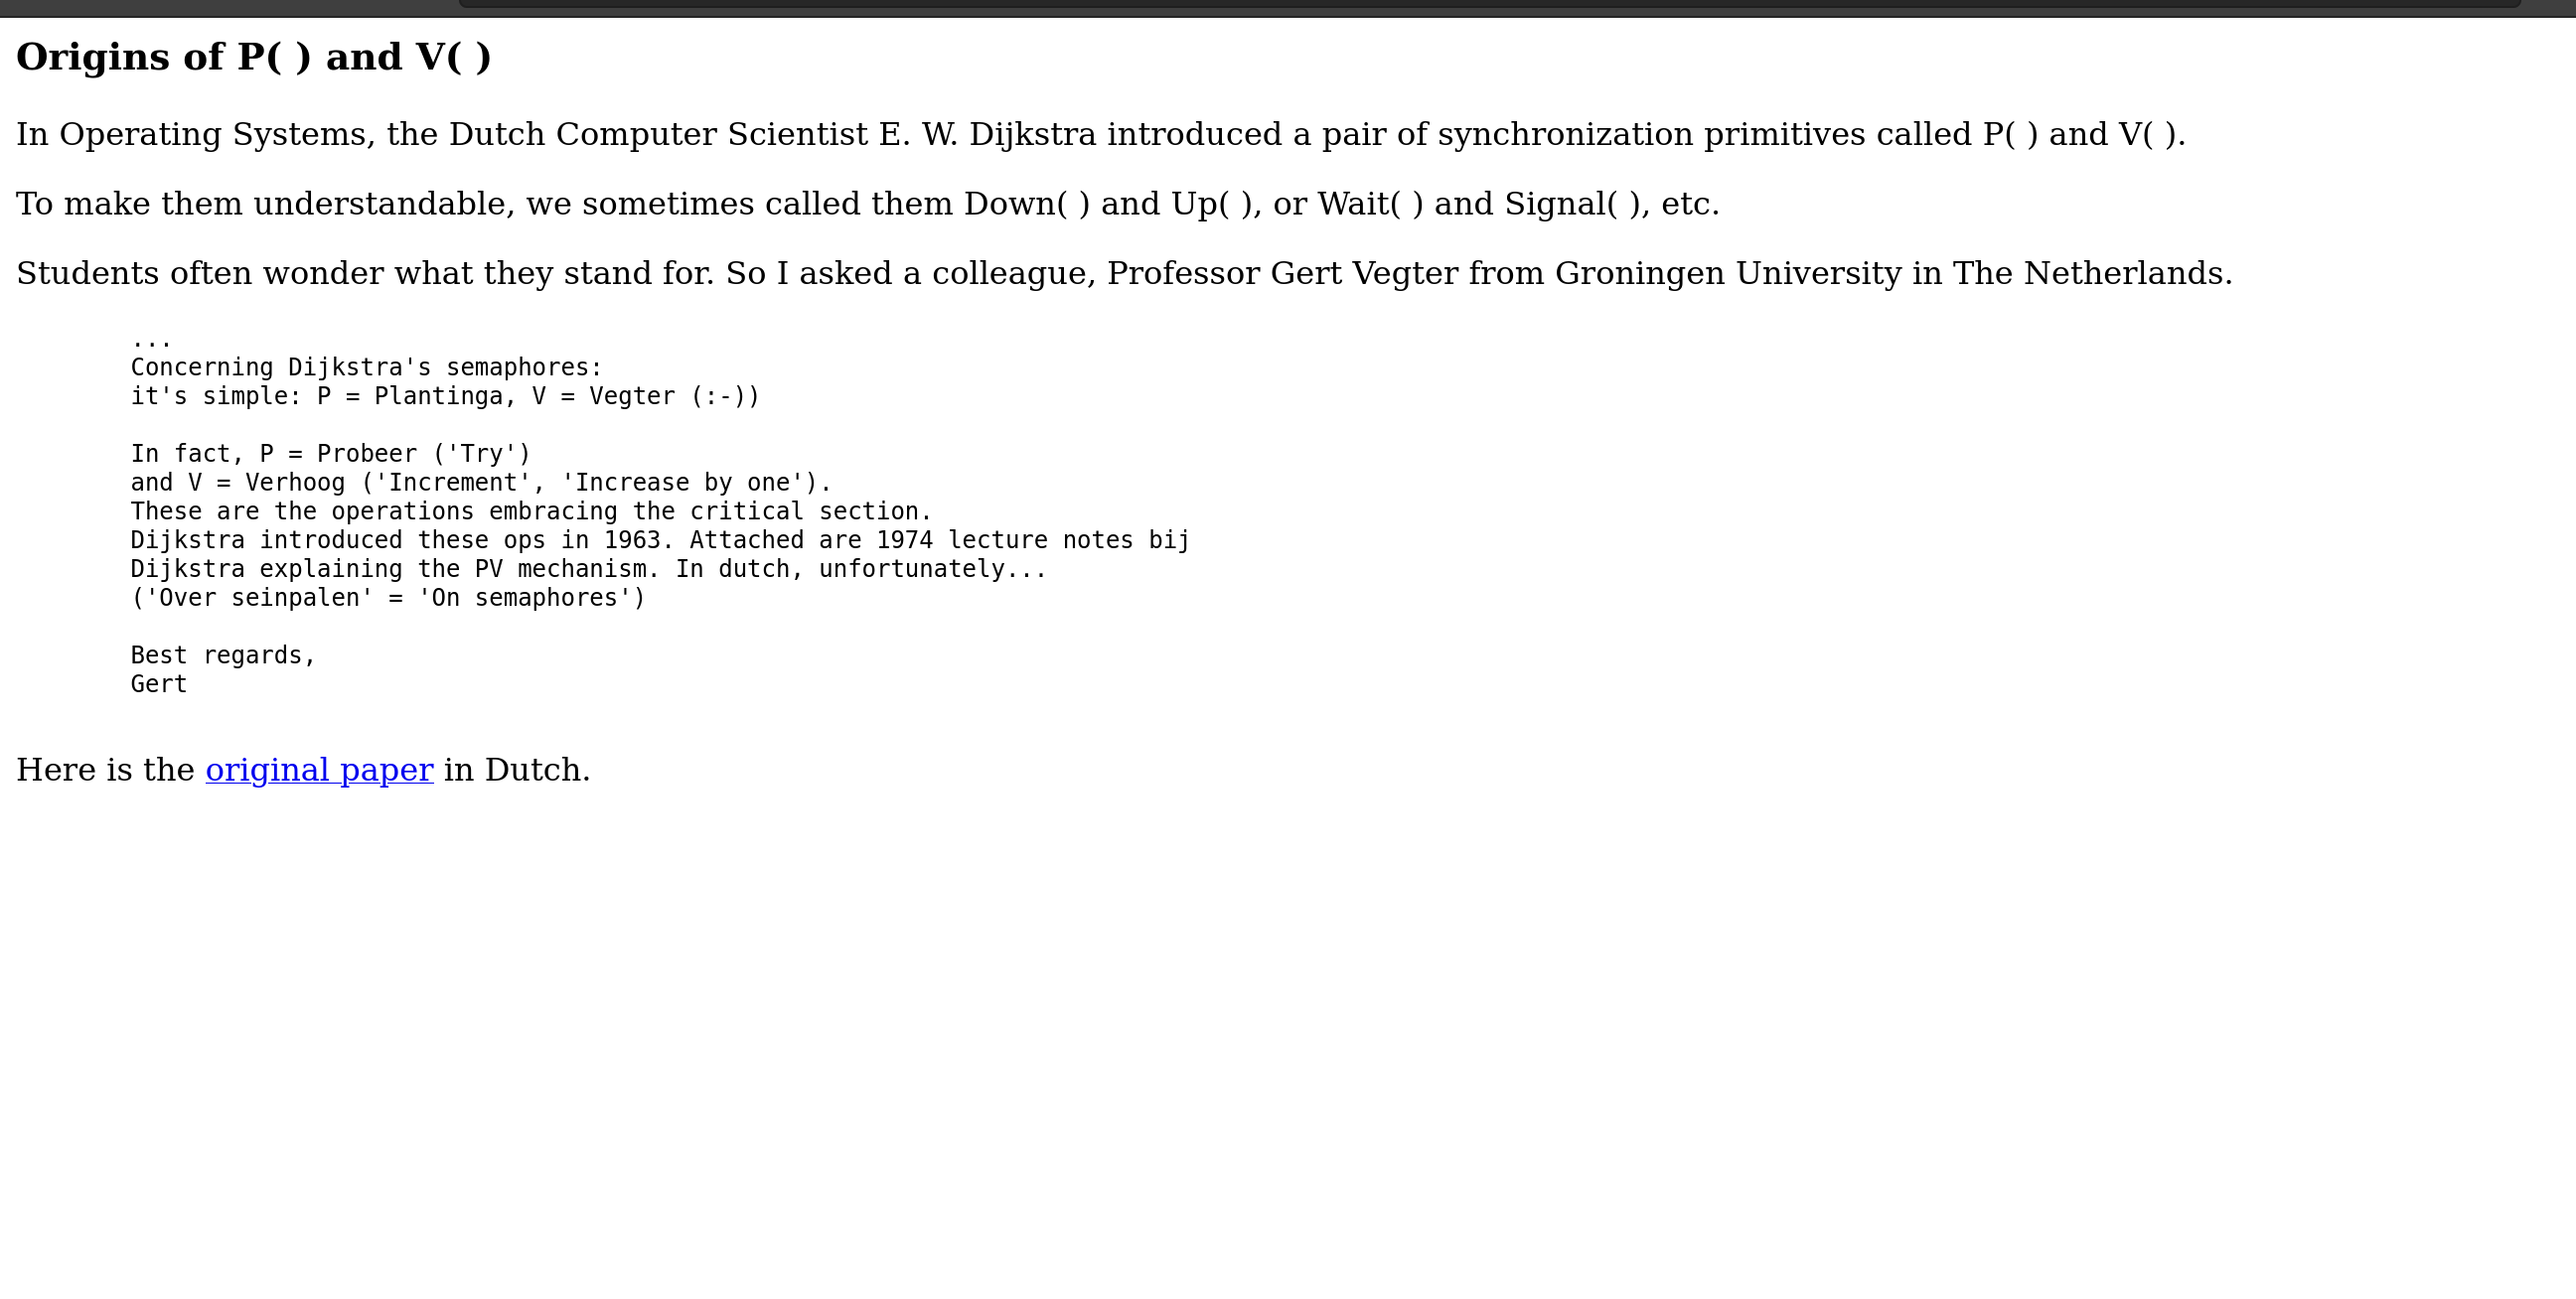 Origins of P( ) and V( )
In Operating Systems, the Dutch Computer Scientist E. W. Dijkstra introduced a pair of synchronization primitives called P( ) and V( ).
To make them understandable, we sometimes called them Down( ) and Up( ), or Wait( ) and Signal( ), etc.
Students often wonder what they stand for. So I asked a colleague, Professor Gert Vegter from Groningen University in The Netherlands.
...
Concerning Dijkstra's semaphores:
it's simple: P = Plantinga, V = Vegter (:-))
In fact, P = Probeer ('Try')
and V = Verhoog ('Increment', 'Increase by one').
These are the operations embracing the critical section.
Dijkstra introduced these ops in 1963. Attached are 1974 lecture notes bij
Dijkstra explaining the PV mechanism. In dutch, unfortunately...
('Over seinpalen' = 'On semaphores')
Best regards,
Gert
Here is the original paper in Dutch.